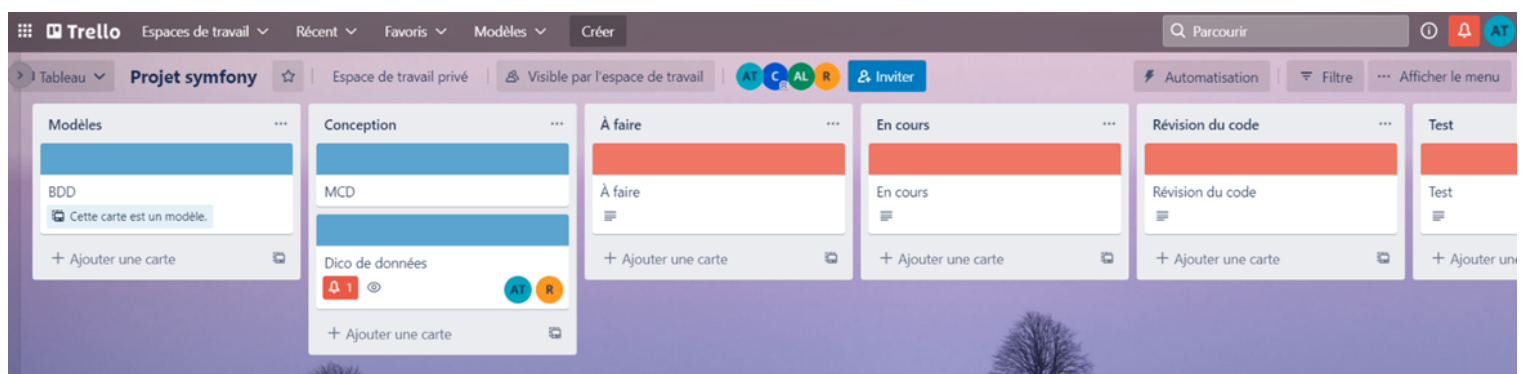 Trello Espaces de travail Récent Favoris Modèles Créer Parcourir AT
Tableau Projet symfony Espace de travail privé Visible par l'espace de travail AT C AL R Inviter Automatisation Filtre ··· Afficher le menu
Modèles ···
BDD
Cette carte est un modèle.
+ Ajouter une carte
Conception ···
MCD
Dico de données
1 AT R
+ Ajouter une carte
À faire ···
À faire
+ Ajouter une carte
En cours ···
En cours
+ Ajouter une carte
Révision du code ···
Révision du code
+ Ajouter une carte
Test
Test
+ Ajouter